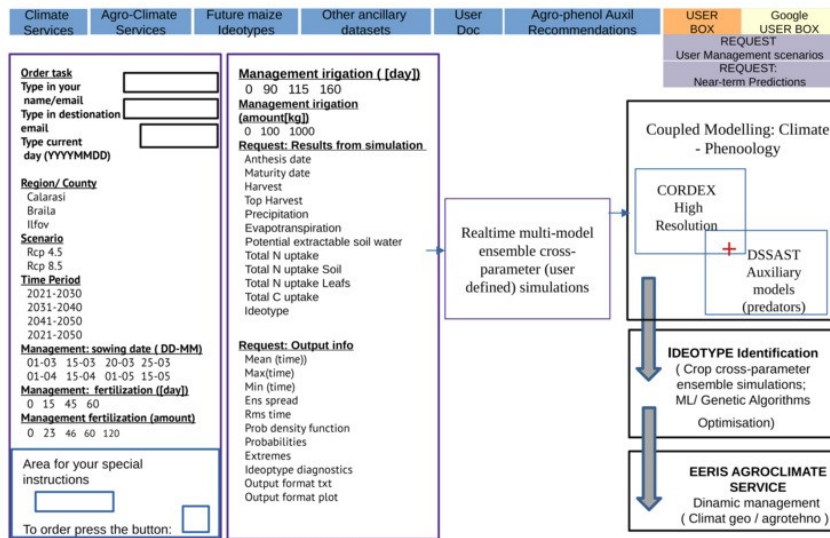 Climate
Services
Agro-Climate
Services
Future maize
Ideotypes
Other ancillary
datasets
User
Doc
Agro-phenol Auxil
Recommendations
USER
BOX
Google
USER BOX
REQUEST
User Management scenarios
REQUEST:
Near-term Predictions
Order task
Type in your
name/email
Type in destionation
email
Type current
day (YYYYMMDD)
Region/ County
Calarasi
Braila
Ilfov
Scenario
Rcp 4.5
Rcp 8.5
Time Period
2021-2030
2031-2040
2041-2050
2021-2050
Management: sowing date ( DD-MM)
01-03 15-03 20-03 25-03
01-04 15-04 01-05 15-05
Management: fertilization ([day])
0 15 45 60
Management fertilization (amount)
0 23 46 60 120
Area for your special
instructions
To order press the button:
Management irigation ( [day])
0 90 115 160
Management irigation
(amount[kg])
0 100 1000
Request: Results from simulation
Anthesis date
Maturity date
Harvest
Top Harvest
Precipitation
Evapotranspiration
Potential extractable soil water
Total N uptake
Total N uptake Soil
Total N uptake Leafs
Total C uptake
Ideotype
Request: Output info
Mean (time))
Max(time)
Min (time)
Ens spread
Rms time
Prob density function
Probabilities
Extremes
Ideoptype diagnostics
Output format txt
Output format plot
Realtime multi-model
ensemble cross-
parameter (user
defined) simulations
Coupled Modelling: Climate
- Phenoology
CORDEX
High
Resolution
DSSAST
Auxiliary
models
(predators)
IDEOTYPE Identification
( Crop cross-parameter
ensemble simulations;
ML/ Genetic Algorithms
Optimisation)
EERIS AGROCLIMATE
SERVICE
Dinamic management
( Climat geo / agrotehno )